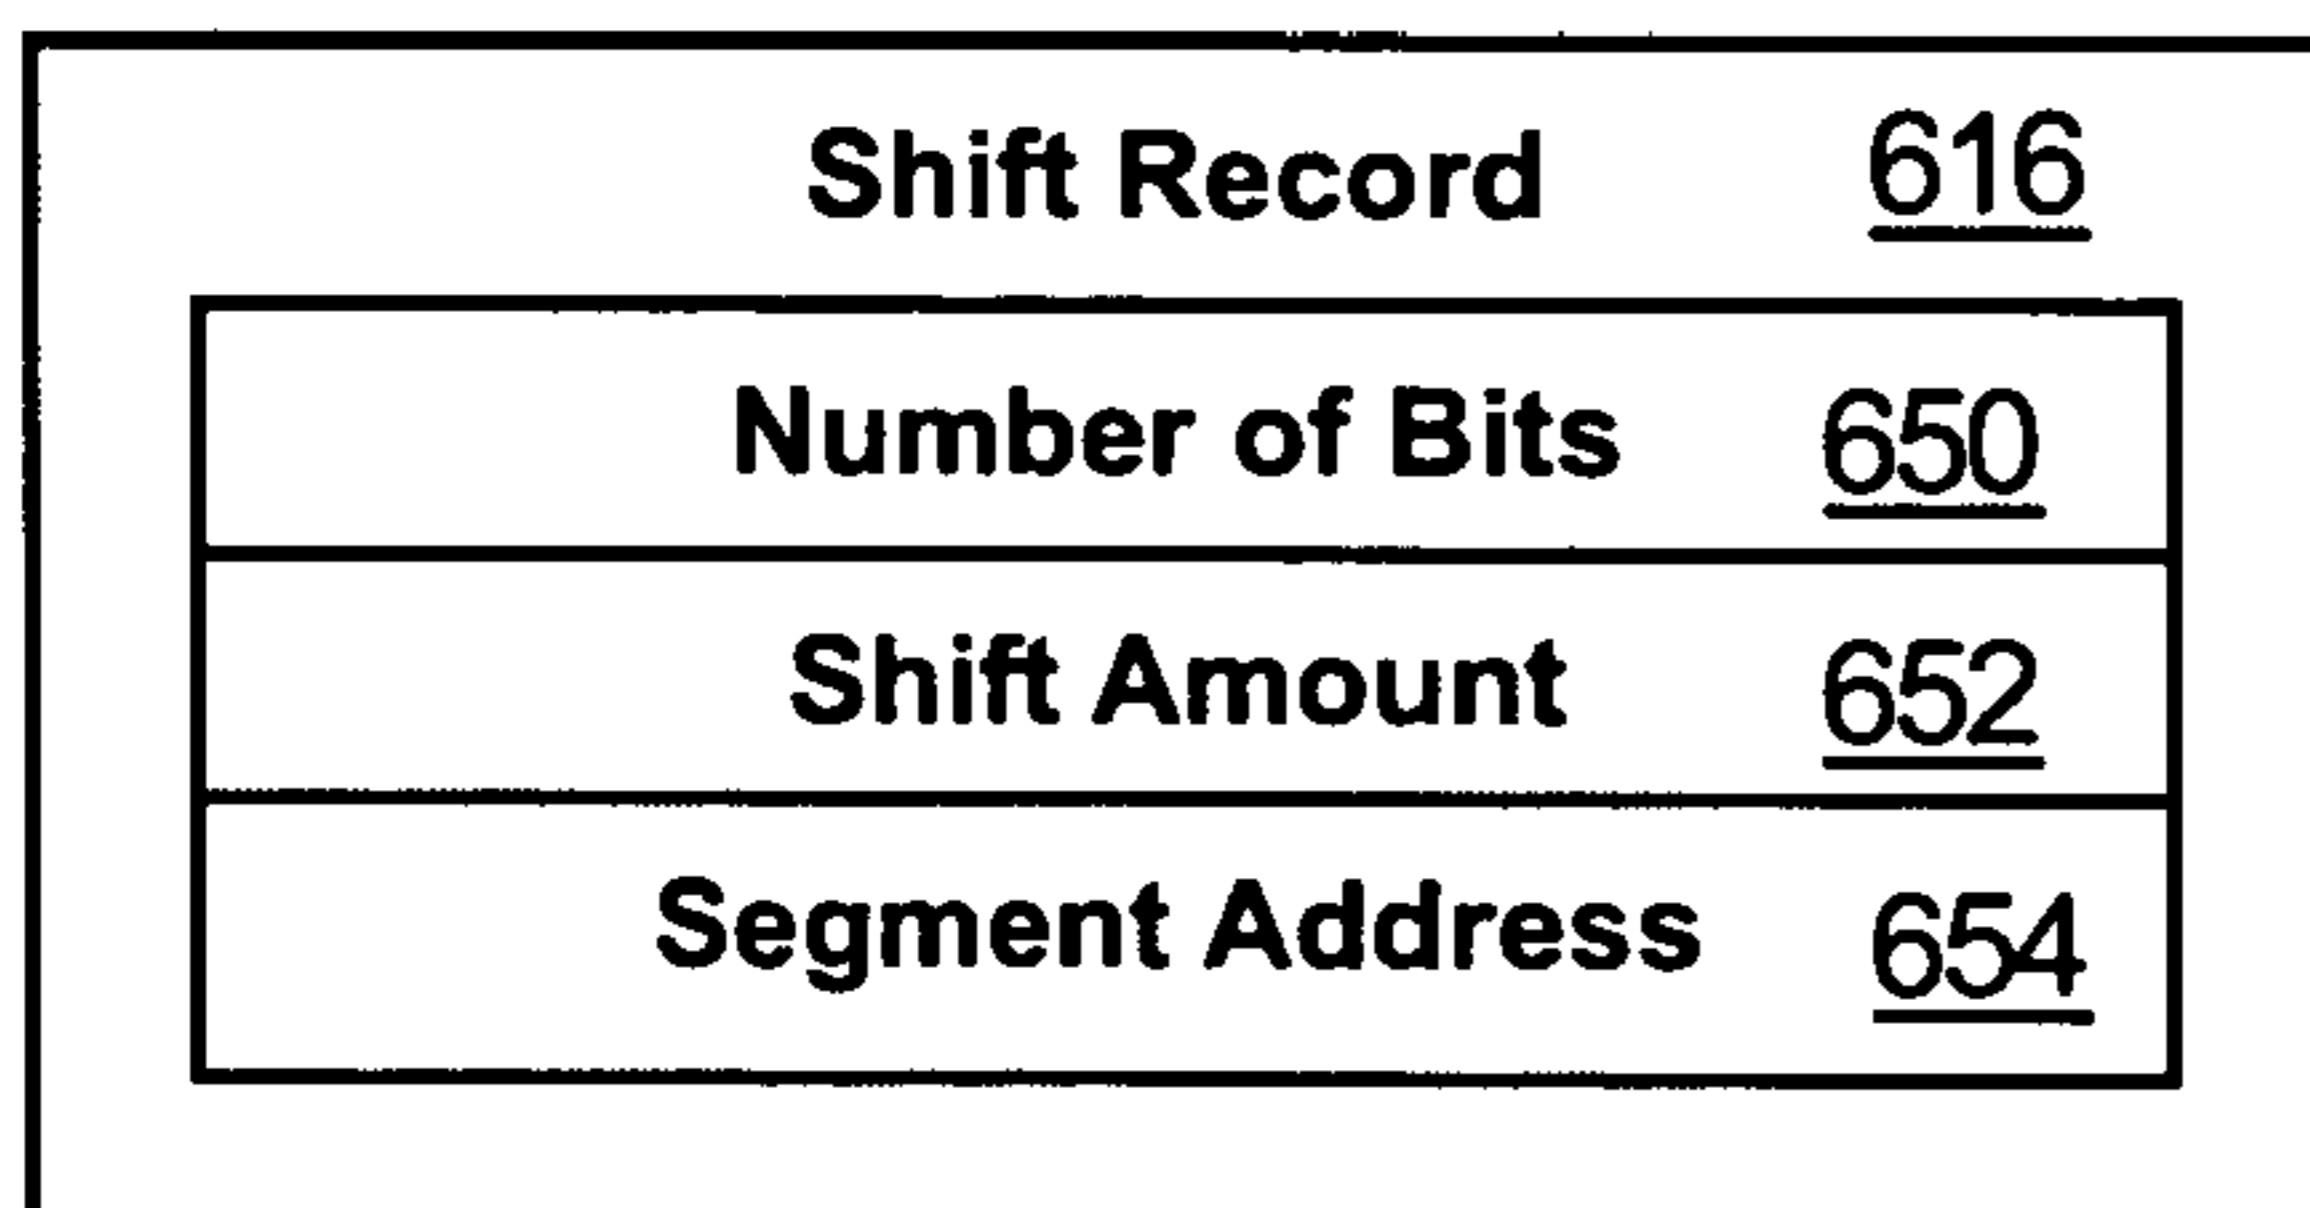 Shift Record 616
Number of Bits 650
Shift Amount 652
Segment Address 654